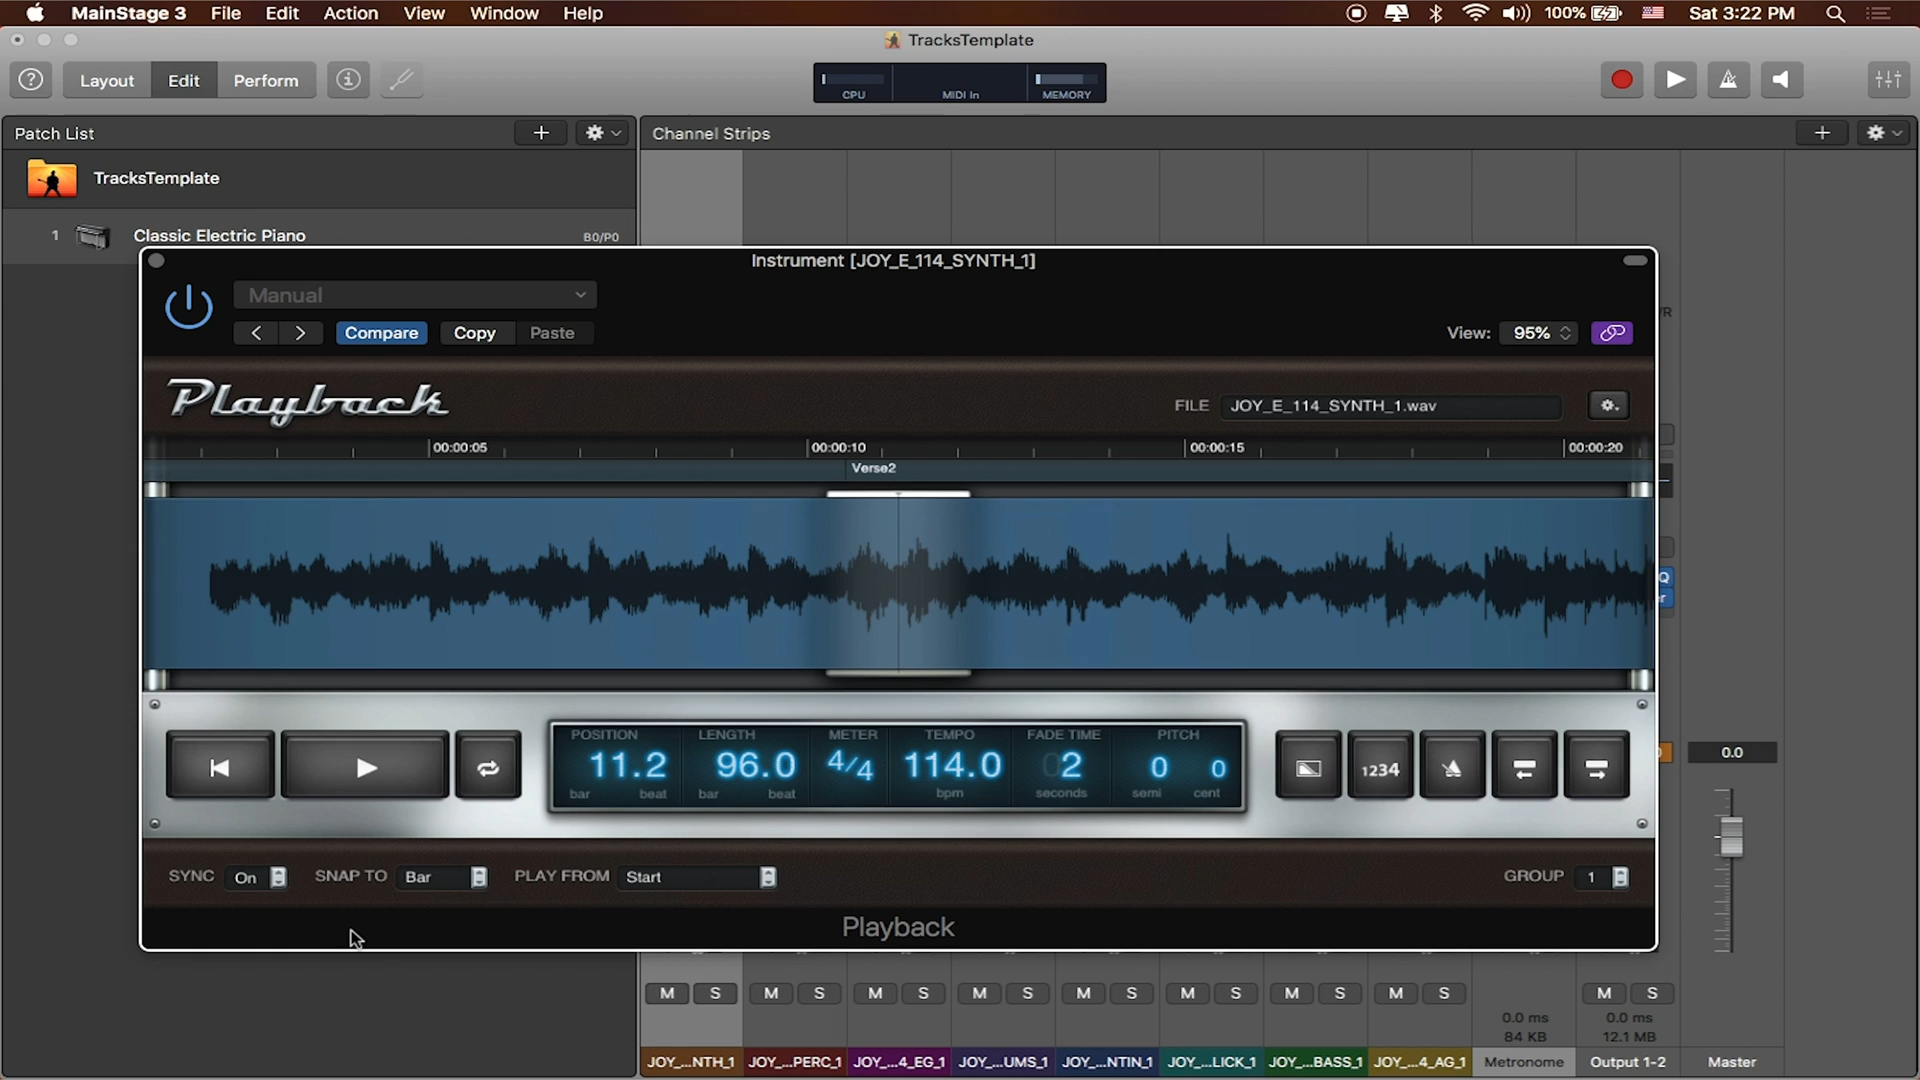 MainStage 3 File Edit Action View Window Help 100% Sat 3:22 PM
TracksTemplate
? Layout Edit Perform
CPU MIDI In MEMORY
Patch List
Channel Strips
TracksTemplate
1 Classic Electric Piano B0/P0
Instrument [JOY_E_114_SYNTH_1]
Manual
Compare Copy Paste
View: 95%
Playback
FILE JOY_E_114_SYNTH_1.wav
00:00:05 00:00:10 00:00:15 00:00:20
Verse2
POSITION LENGTH METER TEMPO FADE TIME PITCH
11.2 96.0 4/4 114.0 02 0 0
bar beat bar beat bpm seconds semi cent
1234
0.0
SYNC On SNAP TO Bar PLAY FROM Start GROUP 1
Playback
M S M S M S M S M S M S M S M S M S
0.0 ms 0.0 ms
84 KB 12.1 MB
JOY_...NTH_1 JOY_...PERC_1 JOY_...4_EG_1 JOY_...UMS_1 JOY_...NTIN_1 JOY_...LICK_1 JOY_...BASS_1 JOY_...4_AG_1 Metronome Output 1-2 Master